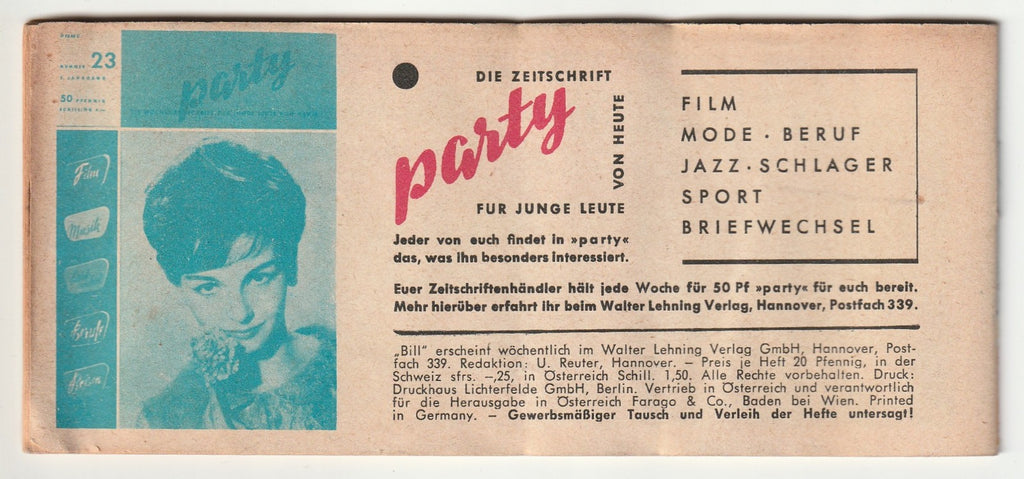 NUMMER 23
1. JAHRGANG
50 PFENNIG
party
Film
Musik
Berufe
DIE ZEITSCHRIFT
party
VON HEUTE
FÜR JUNGE LEUTE
Jeder von euch findet in »party«
das, was ihn besonders interessiert.
FILM
MODE · BERUF
JAZZ · SCHLAGER
SPORT
BRIEFWECHSEL
Euer Zeitschriftenhändler hält jede Woche für 50 Pf »party« für euch bereit.
Mehr hierüber erfahrt ihr beim Walter Lehning Verlag, Hannover, Postfach 339.
„Bill" erscheint wöchentlich im Walter Lehning Verlag GmbH, Hannover, Post-
fach 339. Redaktion: U. Reuter, Hannover. – Preis je Heft 20 Pfennig, in der
Schweiz sfrs. –,25, in Österreich Schill. 1,50. Alle Rechte vorbehalten. Druck:
Druckhaus Lichterfelde GmbH, Berlin. Vertrieb in Österreich und verantwortlich
für die Herausgabe in Österreich Farago & Co., Baden bei Wien. Printed
in Germany. – Gewerbsmäßiger Tausch und Verleih der Hefte untersagt!